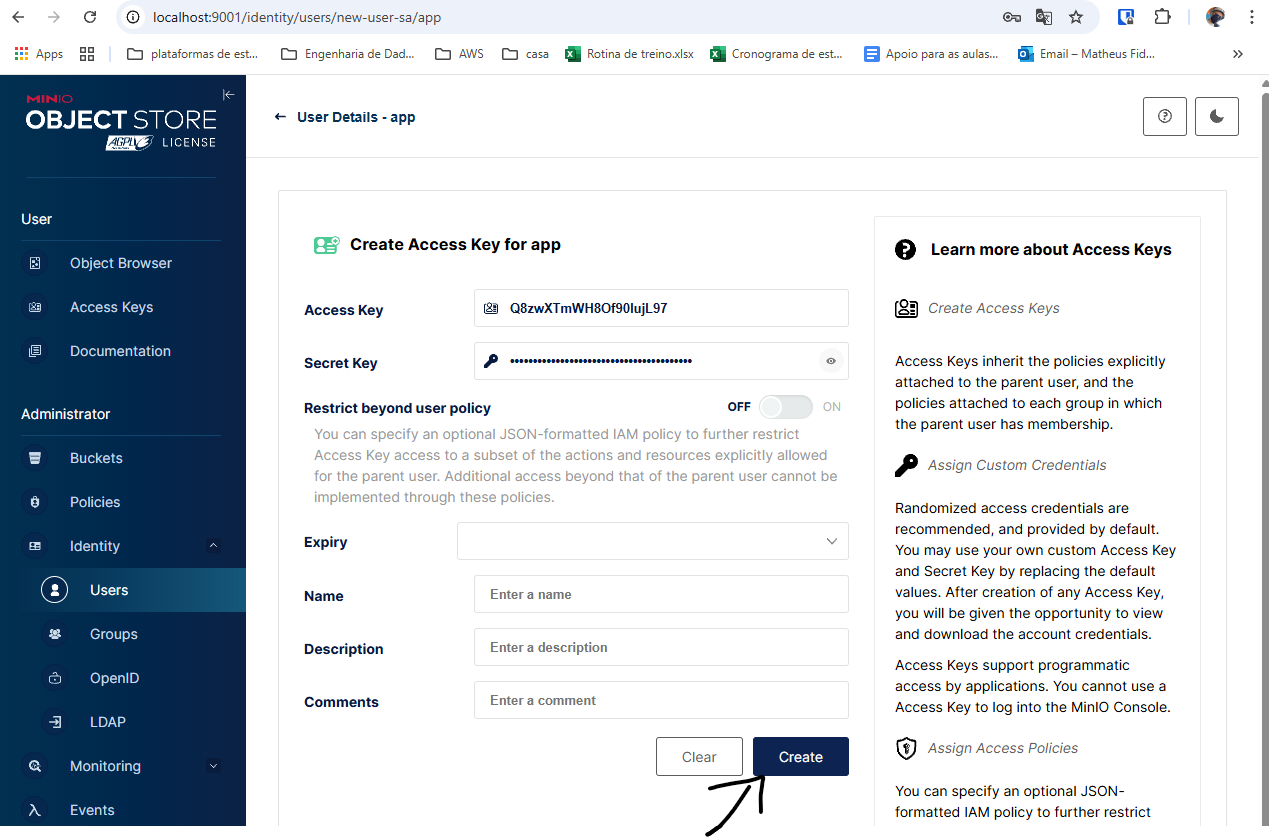 localhost:9001/identity/users/new-user-sa/app
Apps
plataformas de est...
Engenharia de Dad...
AWS
casa
Rotina de treino.xlsx
Cronograma de est...
Apoio para as aulas...
Email – Matheus Fid...
»
MINIO
OBJECT STORE
AGPLv3 LICENSE
User
Object Browser
Access Keys
Documentation
Administrator
Buckets
Policies
Identity
Users
Groups
OpenID
LDAP
Monitoring
Events
User Details - app
Create Access Key for app
Access Key
Q8zwXTmWH8Of90IujL97
Secret Key
••••••••••••••••••••••••••••••••••••••••
Restrict beyond user policy
OFF
ON
You can specify an optional JSON-formatted IAM policy to further restrict
Access Key access to a subset of the actions and resources explicitly allowed
for the parent user. Additional access beyond that of the parent user cannot be
implemented through these policies.
Expiry
Name
Enter a name
Description
Enter a description
Comments
Enter a comment
Clear
Create
Learn more about Access Keys
Create Access Keys
Access Keys inherit the policies explicitly
attached to the parent user, and the
policies attached to each group in which
the parent user has membership.
Assign Custom Credentials
Randomized access credentials are
recommended, and provided by default.
You may use your own custom Access Key
and Secret Key by replacing the default
values. After creation of any Access Key,
you will be given the opportunity to view
and download the account credentials.
Access Keys support programmatic
access by applications. You cannot use a
Access Key to log into the MinIO Console.
Assign Access Policies
You can specify an optional JSON-
formatted IAM policy to further restrict